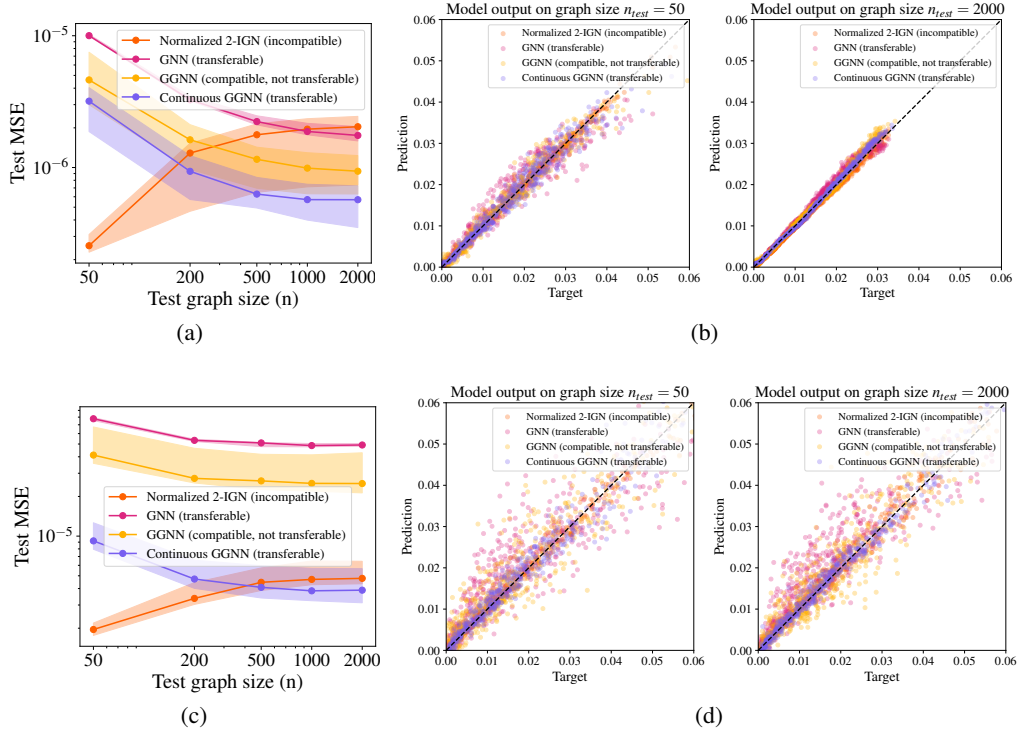 10^{-5}
10^{-6}
Test MSE
Normalized 2-IGN (incompatible)
GNN (transferable)
GGNN (compatible, not transferable)
Continuous GGNN (transferable)
50 200 500 1000 2000
Test graph size (n)
(a)
Model output on graph size n_{test} = 50
0.06
0.05
0.04
0.03
0.02
0.01
0.00
Prediction
Normalized 2-IGN (incompatible)
GNN (transferable)
GGNN (compatible, not transferable)
Continuous GGNN (transferable)
0.00 0.01 0.02 0.03 0.04 0.05 0.06
Target
Model output on graph size n_{test} = 2000
0.06
0.05
0.04
0.03
0.02
0.01
0.00
Prediction
Normalized 2-IGN (incompatible)
GNN (transferable)
GGNN (compatible, not transferable)
Continuous GGNN (transferable)
0.00 0.01 0.02 0.03 0.04 0.05 0.06
Target
(b)
10^{-5}
Test MSE
Normalized 2-IGN (incompatible)
GNN (transferable)
GGNN (compatible, not transferable)
Continuous GGNN (transferable)
50 200 500 1000 2000
Test graph size (n)
(c)
Model output on graph size n_{test} = 50
0.06
0.05
0.04
0.03
0.02
0.01
0.00
Prediction
Normalized 2-IGN (incompatible)
GNN (transferable)
GGNN (compatible, not transferable)
Continuous GGNN (transferable)
0.00 0.01 0.02 0.03 0.04 0.05 0.06
Target
Model output on graph size n_{test} = 2000
0.06
0.05
0.04
0.03
0.02
0.01
0.00
Prediction
Normalized 2-IGN (incompatible)
GNN (transferable)
GGNN (compatible, not transferable)
Continuous GGNN (transferable)
0.00 0.01 0.02 0.03 0.04 0.05 0.06
Target
(d)